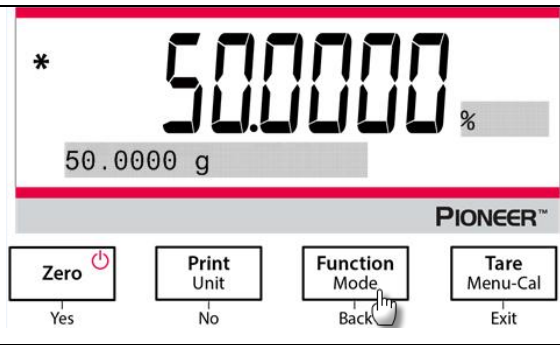 * 50.0000 %
50.0000 g
PIONEER™
Zero Print Function Tare
Unit Mode Menu-Cal
Yes No Back Exit